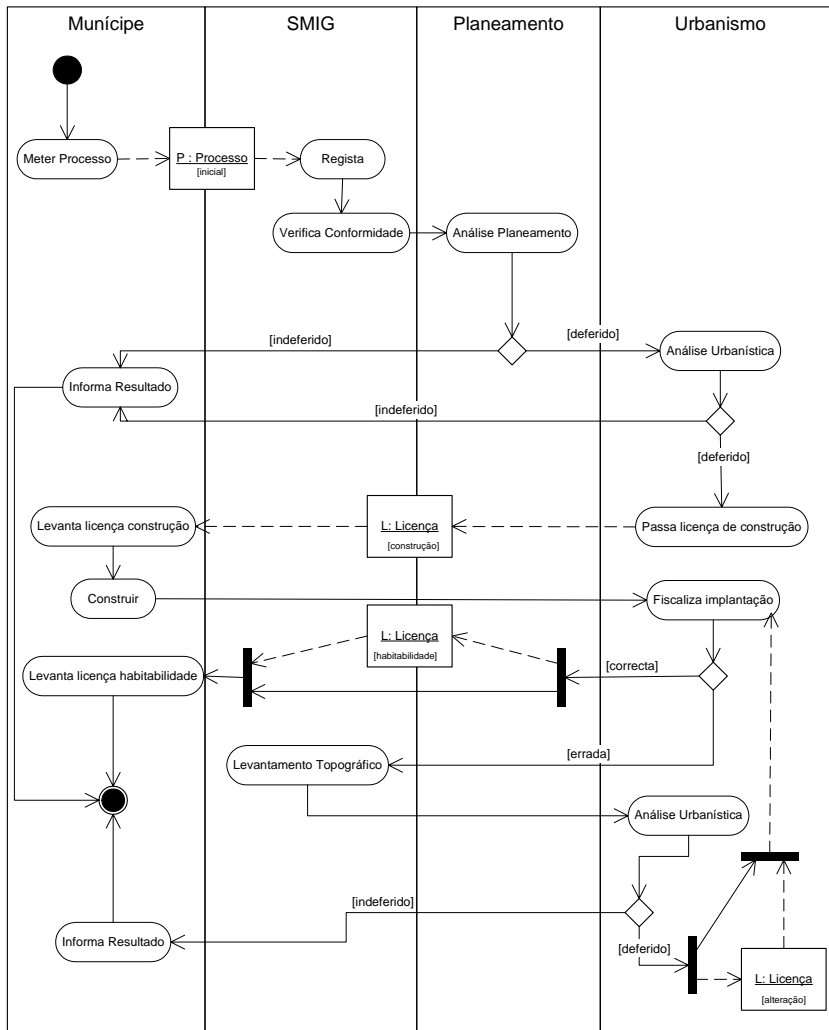 Munícipe
SMIG
Planeamento
Urbanismo
Meter Processo
P : Processo
[inicial]
Regista
Verifica Conformidade
Análise Planeamento
[indeferido]
[deferido]
Análise Urbanística
Informa Resultado
[indeferido]
[deferido]
Levanta licença construção
L: Licença
[construção]
Passa licença de construção
Construir
Fiscaliza implantação
L: Licença
[habitabilidade]
[correcta]
Levanta licença habitabilidade
[errada]
Levantamento Topográfico
Análise Urbanística
[indeferido]
Informa Resultado
[deferido]
L: Licença
[alteração]